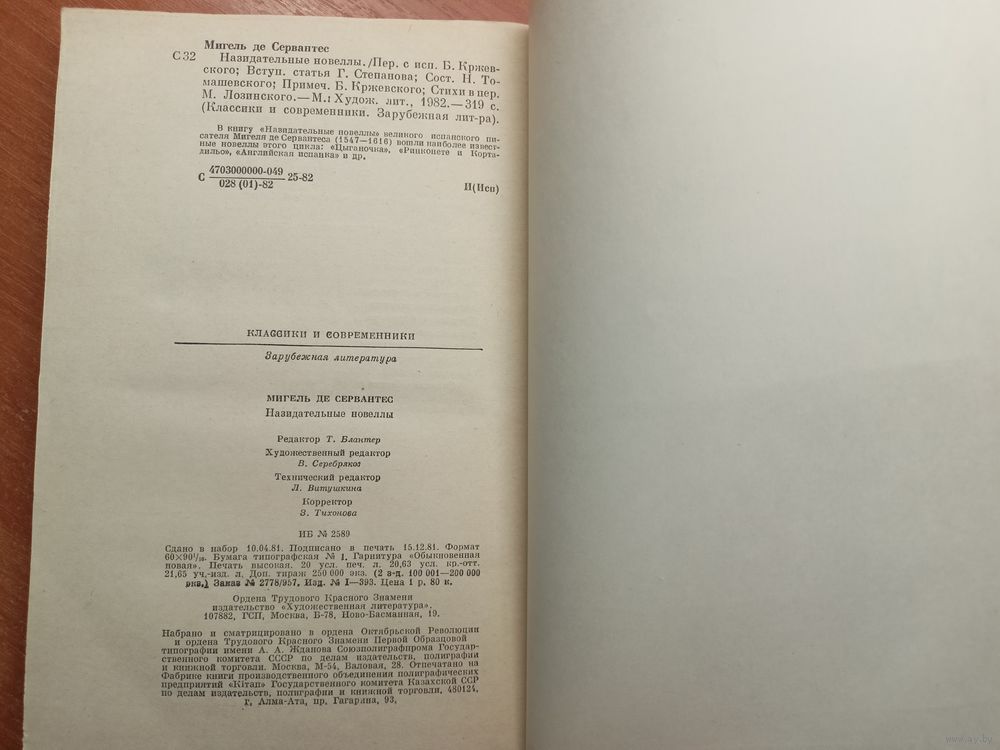 Мигель де Сервантес
С 32
Назидательные новеллы./Пер. с исп. Б. Кржев-
ского; Вступ. статья Г. Степанова; Сост. Н. То-
машевского; Примеч. Б. Кржевского; Стихи в пер.
М. Лозинского.— М.: Худож. лит., 1982.— 319 с.
(Классики и современники. Зарубежная лит-ра).
В книгу «Назидательные новеллы» великого испанского пи-
сателя Мигеля де Сервантеса (1547—1616) вошли наиболее извест-
ные новеллы этого цикла: «Цыганочка», «Ринконете и Корта-
дильо», «Английская испанка» и др.
С 4703000000-049
028 (01)-82 25-82
И(Исп)
КЛАССИКИ И СОВРЕМЕННИКИ
Зарубежная литература
МИГЕЛЬ ДЕ СЕРВАНТЕС
Назидательные новеллы
Редактор Т. Блантер
Художественный редактор
В. Серебряков
Технический редактор
Л. Витушкина
Корректор
З. Тихонова
ИБ № 2589
Сдано в набор 10.04.81. Подписано в печать 15.12.81. Формат
60×90¹/₁₆. Бумага типографская № 1. Гарнитура «Обыкновенная
новая». Печать высокая. 20 усл. печ. л. 20,63 усл. кр.-отт.
21,65 уч.-изд. л. Доп. тираж 250 000 экз. (2 з-д. 100 001—200 000
экз.) Заказ № 2778/957. Изд. № I—393. Цена 1 р. 80 к.
Ордена Трудового Красного Знамени
издательство «Художественная литература».
107882, ГСП, Москва, Б-78, Ново-Басманная, 19.
Набрано и сматрицировано в ордена Октябрьской Революции
и ордена Трудового Красного Знамени Первой Образцовой
типографии имени А. А. Жданова Союзполиграфпрома Государ-
ственного комитета СССР по делам издательств, полиграфии
и книжной торговли. Москва, М-54, Валовая, 28. Отпечатано на
Фабрике книги производственного объединения полиграфических
предприятий «Кітап» Государственного комитета Казахской ССР
по делам издательств, полиграфии и книжной торговли, 480124,
г. Алма-Ата, пр. Гагарина, 93,
www.ay.by